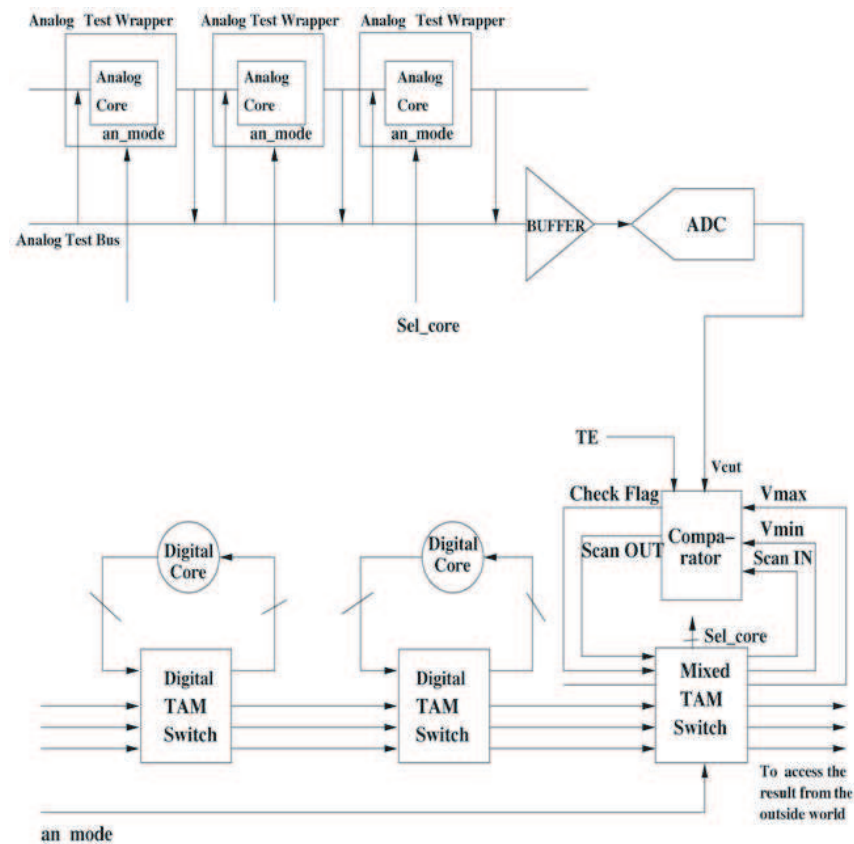 Analog Test Wrapper
Analog Test Wrapper
Analog Test Wrapper
Analog
Core
an_mode
Analog
Core
an_mode
Analog
Core
an_mode
Analog Test Bus
BUFFER
ADC
Sel_core
TE
Vcut
Check Flag
Vmax
Vmin
Scan OUT
Compa-
rator
Scan IN
Digital
Core
Digital
Core
Sel_core
Digital
TAM
Switch
Digital
TAM
Switch
Mixed
TAM
Switch
To access the
result from the
outside world
an mode